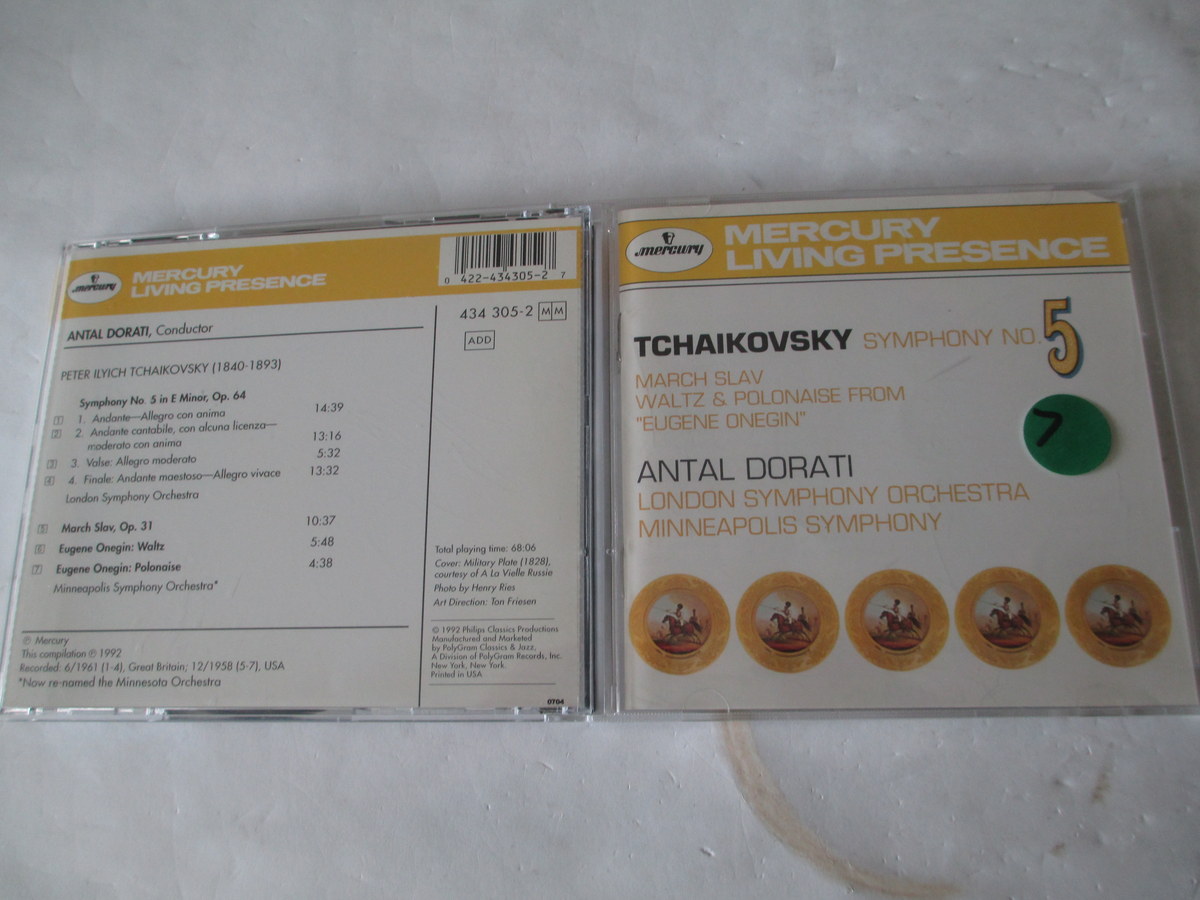 mercury
MERCURY
LIVING PRESENCE
0 422-434305-2 7
ANTAL DORATI, Conductor
434 305-2 MM
ADD
PETER ILYICH TCHAIKOVSKY (1840-1893)
Symphony No. 5 in E Minor, Op. 64
1 1. Andante—Allegro con anima 14:39
2 2. Andante cantabile, con alcuna licenza—
moderato con anima 13:16
3 3. Valse: Allegro moderato 5:32
4 4. Finale: Andante maestoso—Allegro vivace 13:32
London Symphony Orchestra
5 March Slav, Op. 31 10:37
6 Eugene Onegin: Waltz 5:48
7 Eugene Onegin: Polonaise 4:38
Minneapolis Symphony Orchestra*
℗ Mercury
This compilation ℗ 1992
Recorded: 6/1961 (1-4), Great Britain; 12/1958 (5-7), USA
*Now re-named the Minnesota Orchestra
Total playing time: 68:06
Cover: Military Plate (1828),
courtesy of A La Vielle Russie
Photo by Henry Ries
Art Direction: Ton Friesen
© 1992 Philips Classics Productions
Manufactured and Marketed
by PolyGram Classics & Jazz,
A Division of PolyGram Records, Inc.
New York, New York
Printed in USA
0704
mercury
MERCURY
LIVING PRESENCE
TCHAIKOVSKY SYMPHONY NO. 5
MARCH SLAV
WALTZ & POLONAISE FROM
"EUGENE ONEGIN"
7
ANTAL DORATI
LONDON SYMPHONY ORCHESTRA
MINNEAPOLIS SYMPHONY